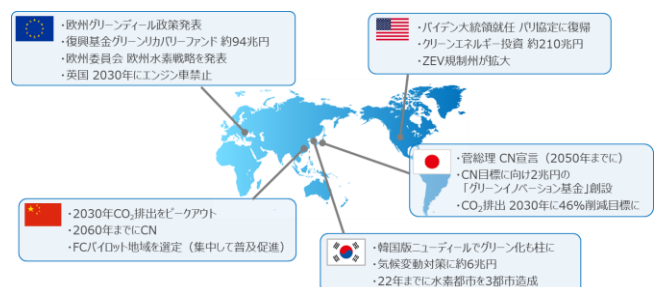 ・欧州グリーンディール政策発表
・復興基金グリーンリカバリーファンド 約94兆円
・欧州委員会 欧州水素戦略を発表
・英国 2030年にエンジン車禁止
・バイデン大統領就任 パリ協定に復帰
・クリーンエネルギー投資 約210兆円
・ZEV規制州が拡大
・菅総理 CN宣言（2050年までに）
・CN目標に向け2兆円の
「グリーンイノベーション基金」創設
・CO₂排出 2030年に46%削減目標に
・2030年CO₂排出をピークアウト
・2060年までにCN
・FCパイロット地域を選定（集中して普及促進）
・韓国版ニューディールでグリーン化も柱に
・気候変動対策に約6兆円
・22年までに水素都市を3都市造成